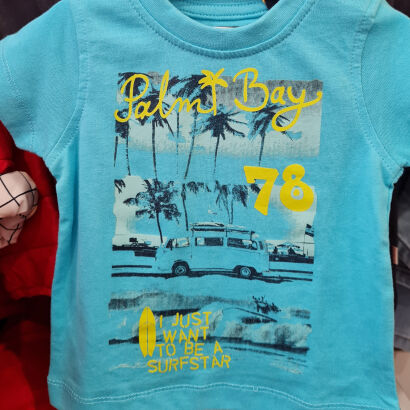 Palm Bay
78
I JUST
WANT
TO BE A
SURFSTAR